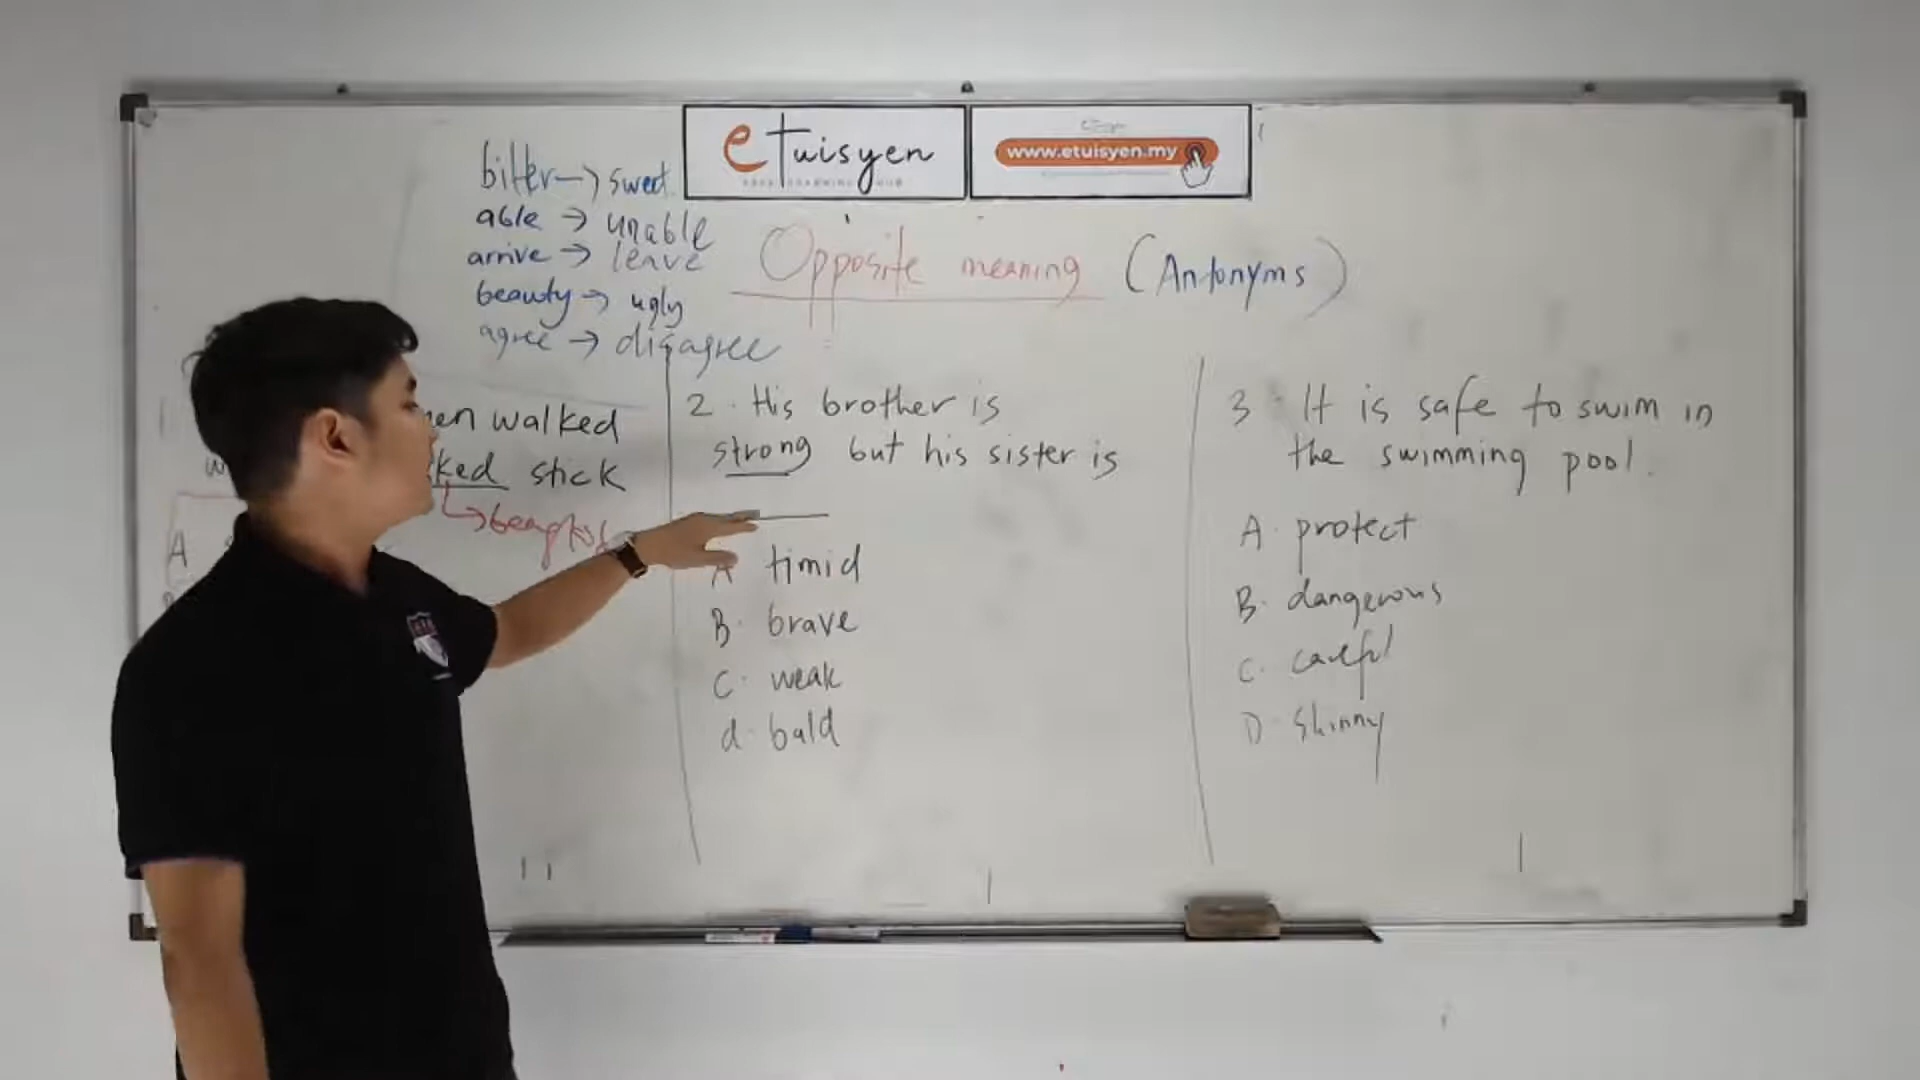 eTuisyen
www.etuisyen.my
bitter → sweet
able → unable
arrive → leave
beauty → ugly
agree → disagree
Opposite meaning (Antonyms)
en walked
ked stick
A
2. His brother is
strong but his sister is
A timid
B. brave
C. weak
d. bald
3. It is safe to swim in
the swimming pool.
A. protect
B. dangerous
C. careful
D. skinny